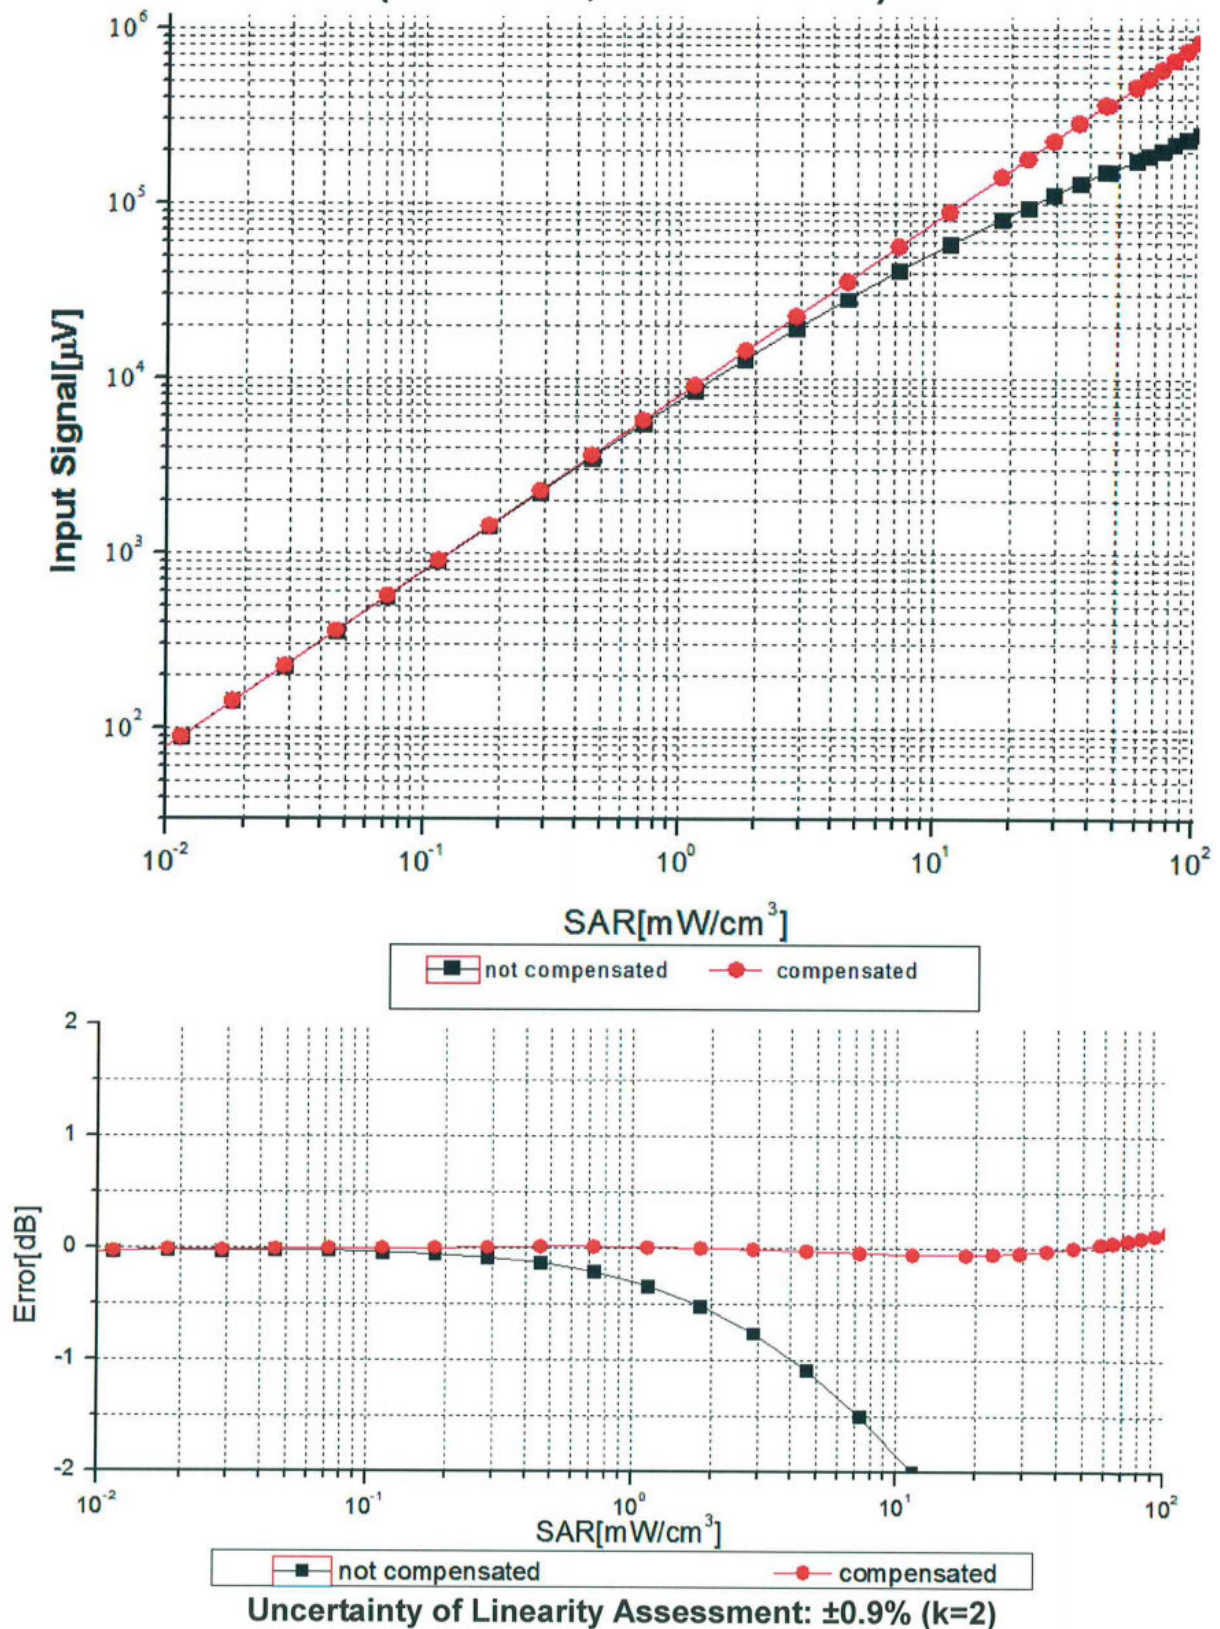 10⁶
10⁵
10⁴
10³
10²
Input Signal[µV]
10⁻² 10⁻¹ 10⁰ 10¹ 10²
SAR[mW/cm³]
not compensated compensated
2
1
0
-1
-2
Error[dB]
10⁻² 10⁻¹ 10⁰ 10¹ 10²
SAR[mW/cm³]
not compensated compensated
Uncertainty of Linearity Assessment: ±0.9% (k=2)